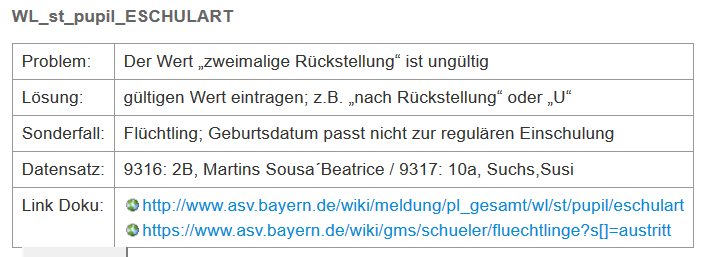 WL_st_pupil_ESCHULART
Problem: Der Wert „zweimalige Rückstellung“ ist ungültig
Lösung: gültigen Wert eintragen; z.B. „nach Rückstellung“ oder „U“
Sonderfall: Flüchtling; Geburtsdatum passt nicht zur regulären Einschulung
Datensatz: 9316: 2B, Martins Sousa´Beatrice / 9317: 10a, Suchs,Susi
Link Doku: http://www.asv.bayern.de/wiki/meldung/pl_gesamt/wl/st/pupil/eschulart
https://www.asv.bayern.de/wiki/gms/schueler/fluechtlinge?s[]=austritt